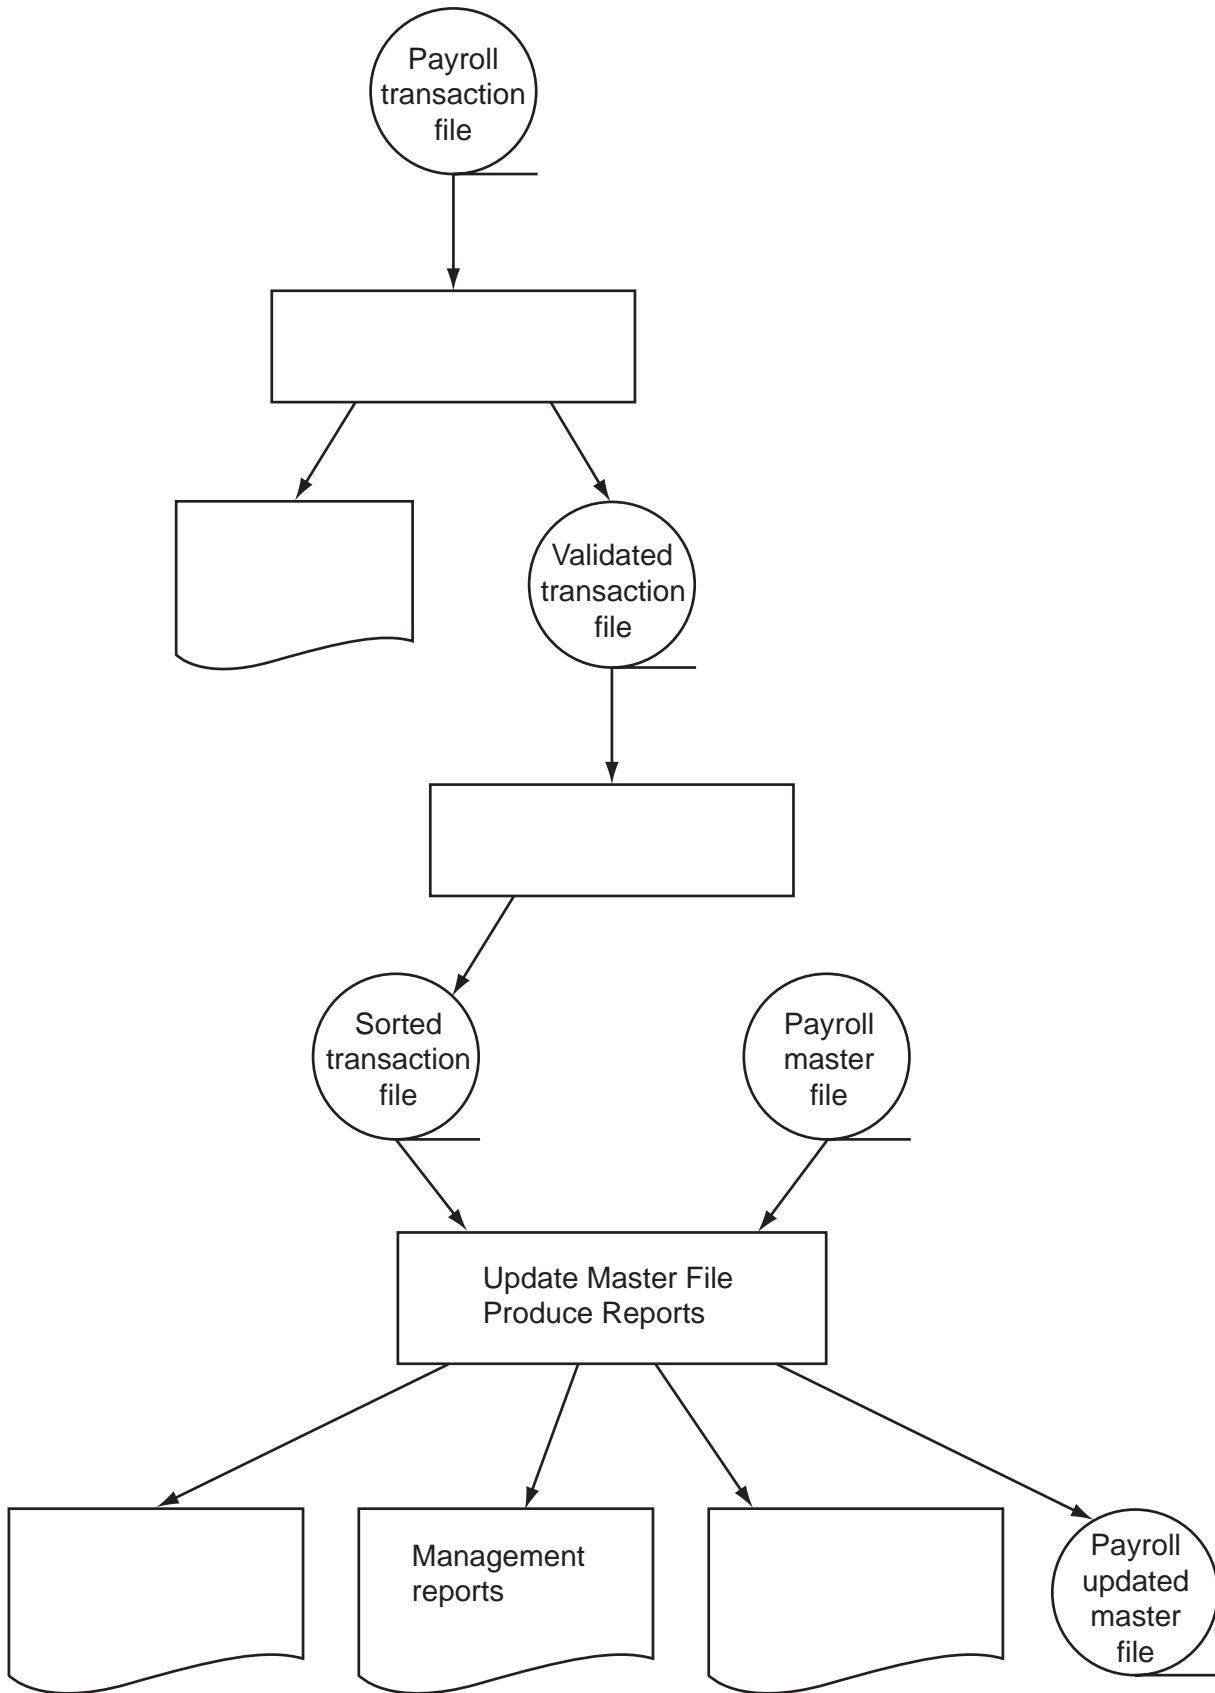 Payroll
transaction
file
Validated
transaction
file
Sorted
transaction
file
Payroll
master
file
Update Master File
Produce Reports
Management
reports
Payroll
updated
master
file